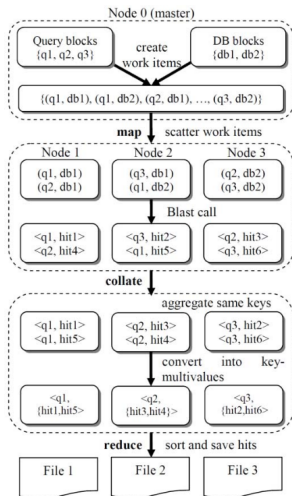 Node 0 (master)
Query blocks
{q1, q2, q3}
create
work items
DB blocks
{db1, db2}
{(q1, db1), (q1, db2), (q2, db1), …, (q3, db2)}
map scatter work items
Node 1 Node 2 Node 3
(q1, db1)
(q2, db1)
(q3, db1)
(q1, db2)
(q2, db2)
(q3, db2)
Blast call
<q1, hit1>
<q2, hit4>
<q3, hit2>
<q1, hit5>
<q2, hit3>
<q3, hit6>
collate
aggregate same keys
<q1, hit1>
<q1, hit5>
<q2, hit3>
<q2, hit4>
<q3, hit2>
<q3, hit6>
convert into key-
multivalues
<q1,
{hit1,hit5>
<q2,
{hit3,hit4}>
<q3,
{hit2,hit6>
reduce sort and save hits
File 1 File 2 File 3